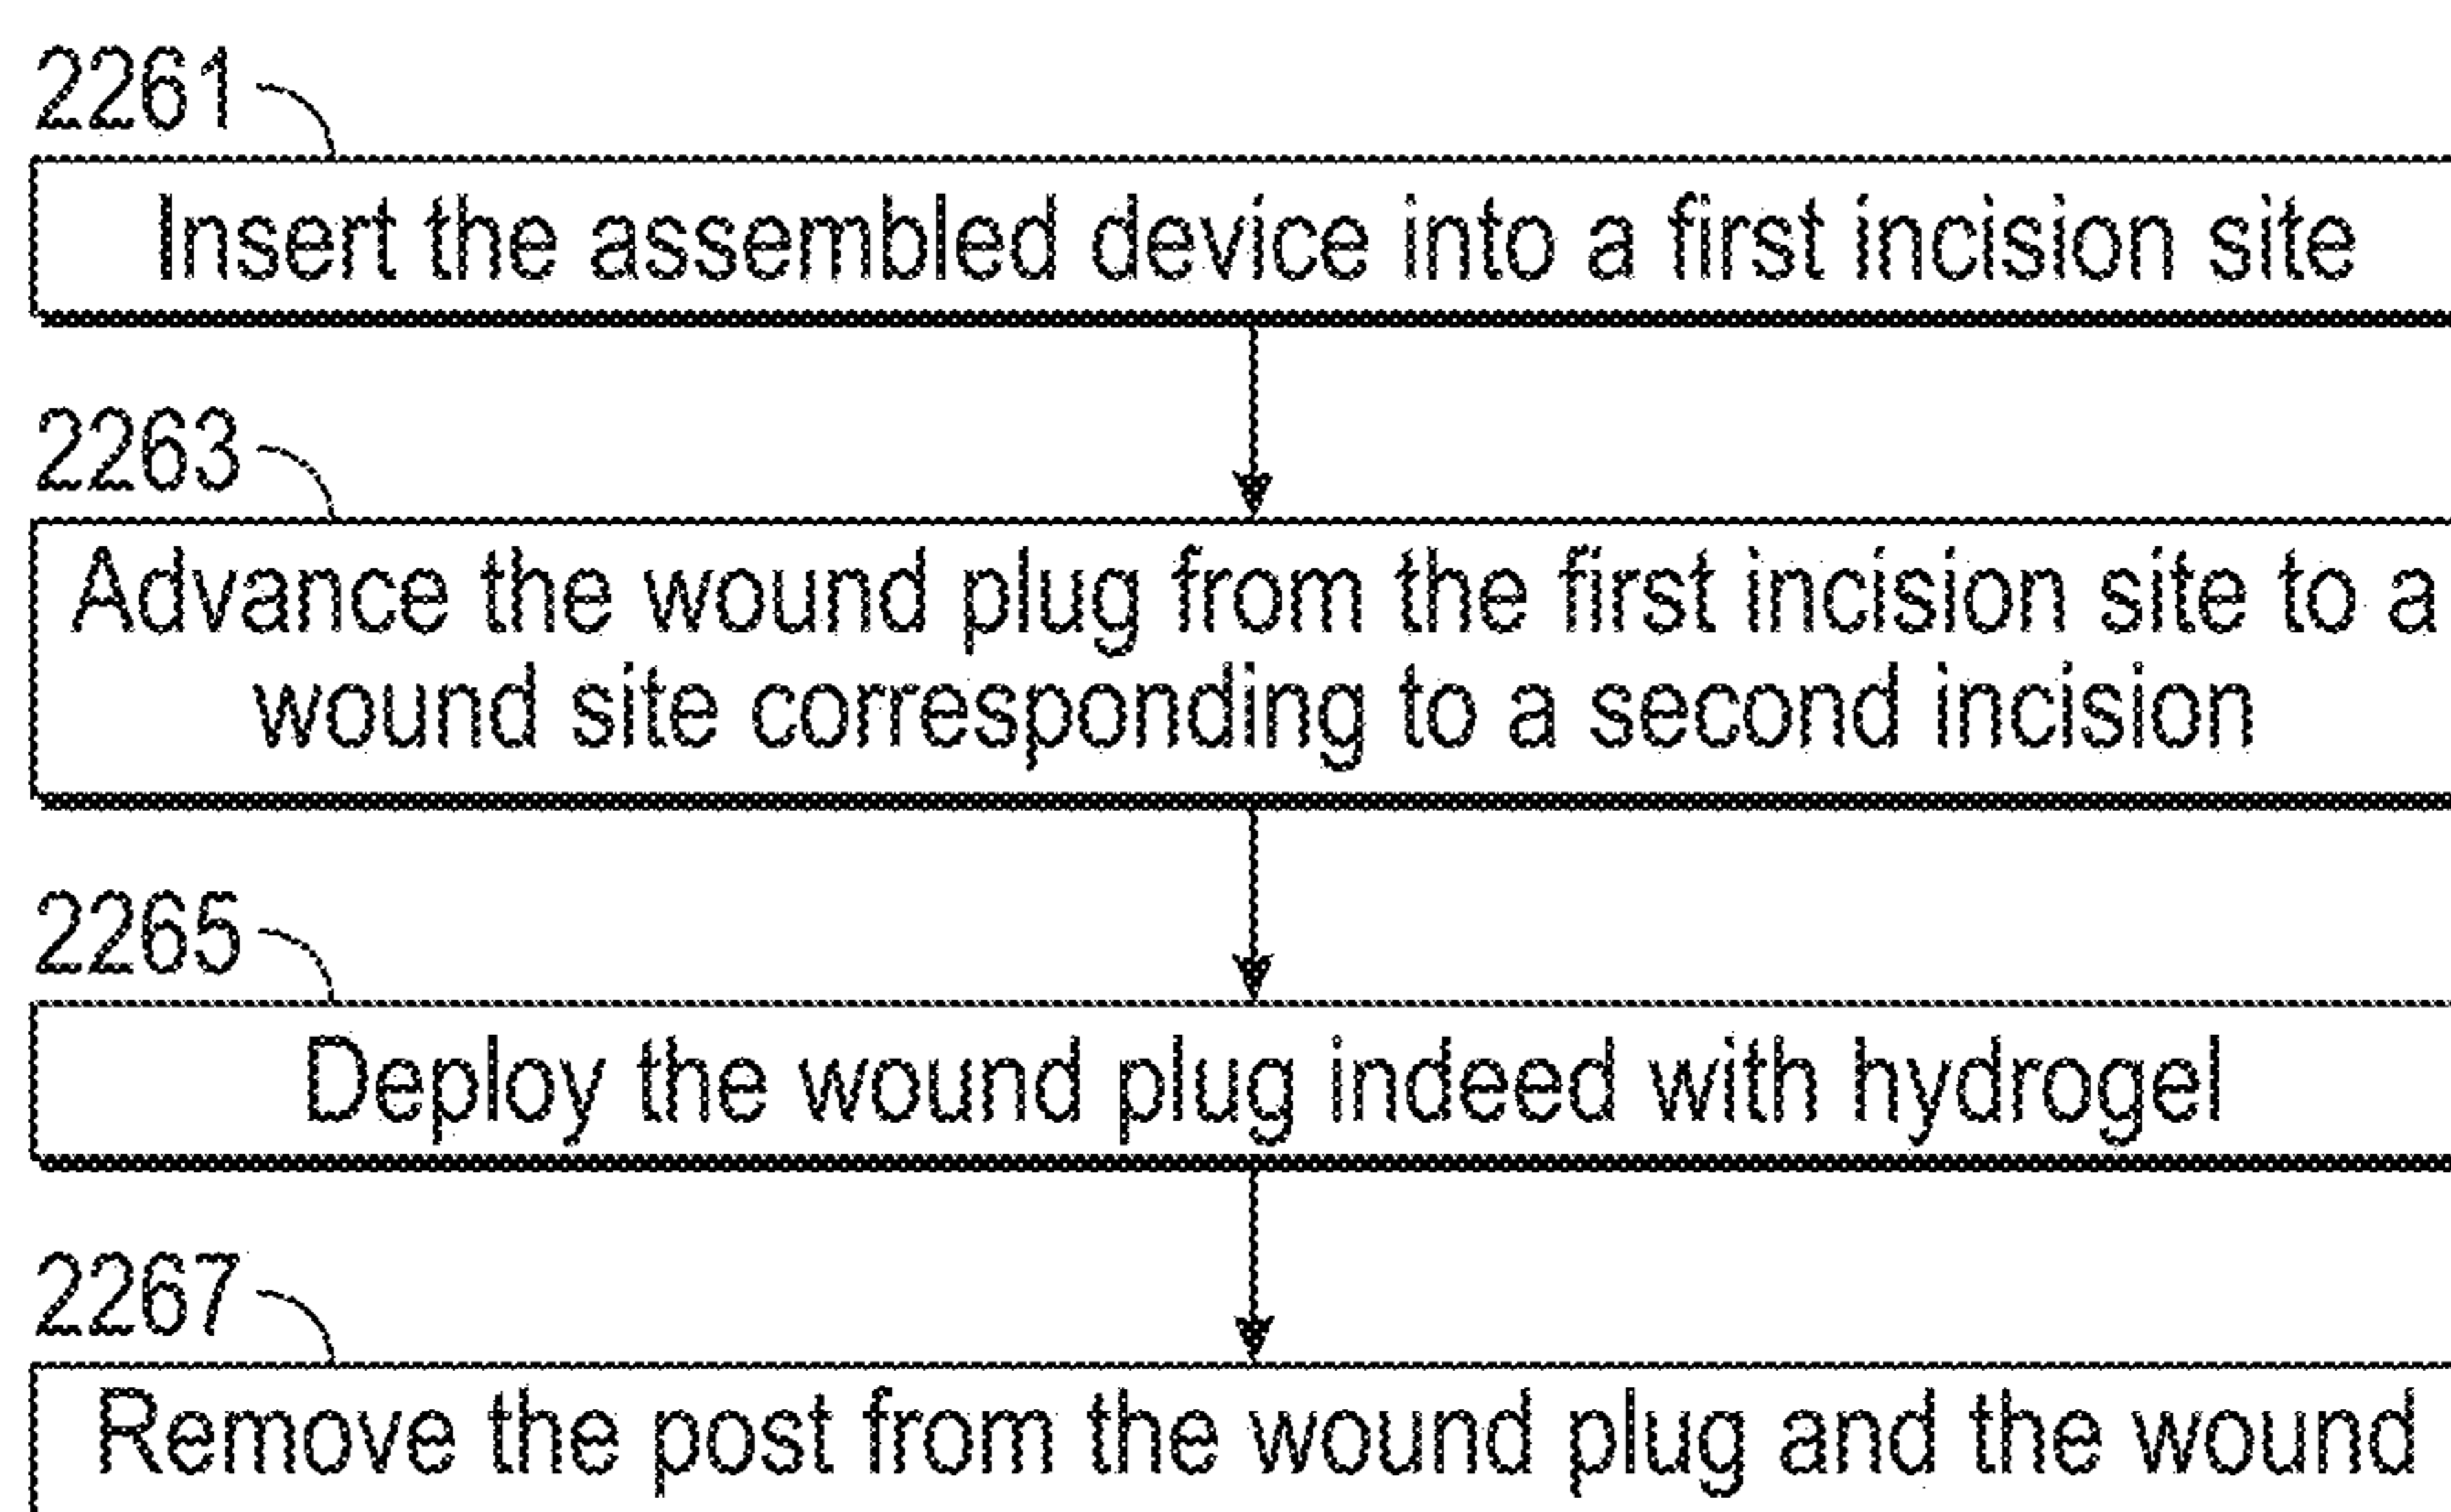 2261
Insert the assembled device into a first incision site
2263
Advance the wound plug from the first incision site to a
wound site corresponding to a second incision
2265
Deploy the wound plug indeed with hydrogel
2267
Remove the post from the wound plug and the wound